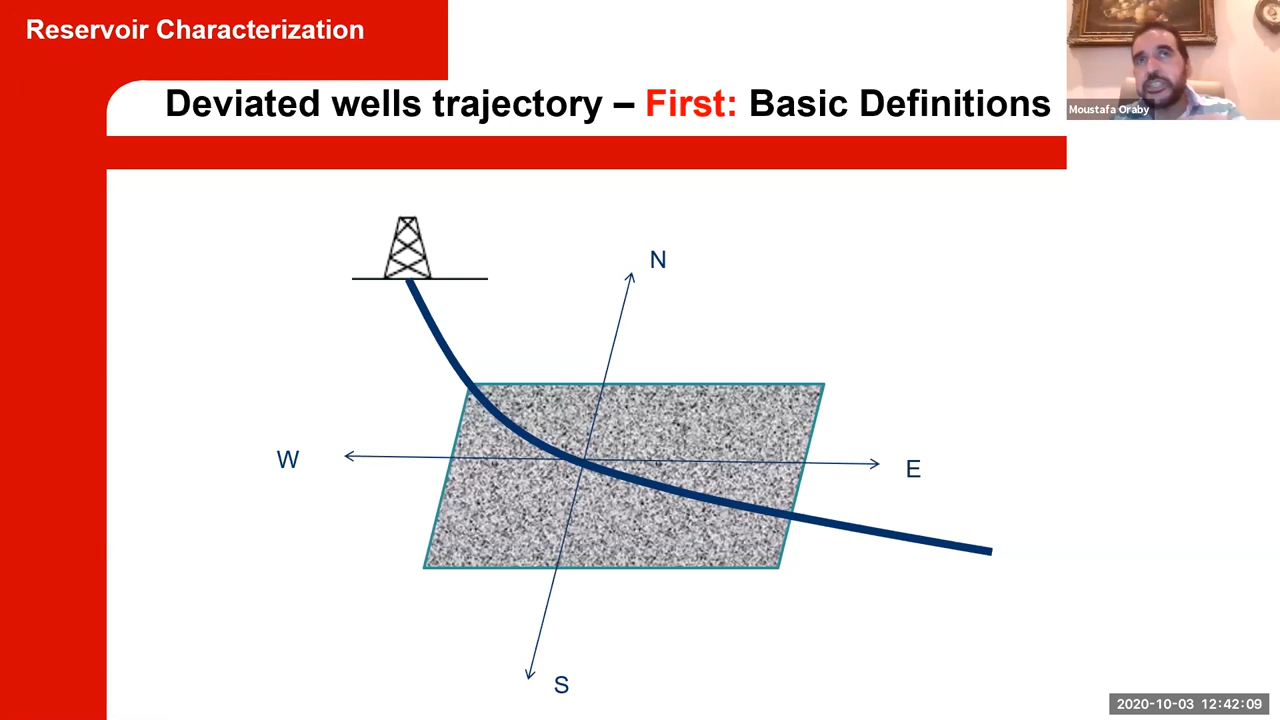 Reservoir Characterization
Deviated wells trajectory – First: Basic Definitions
Moustafa Oraby
N
W
E
S
2020-10-03 12:42:09